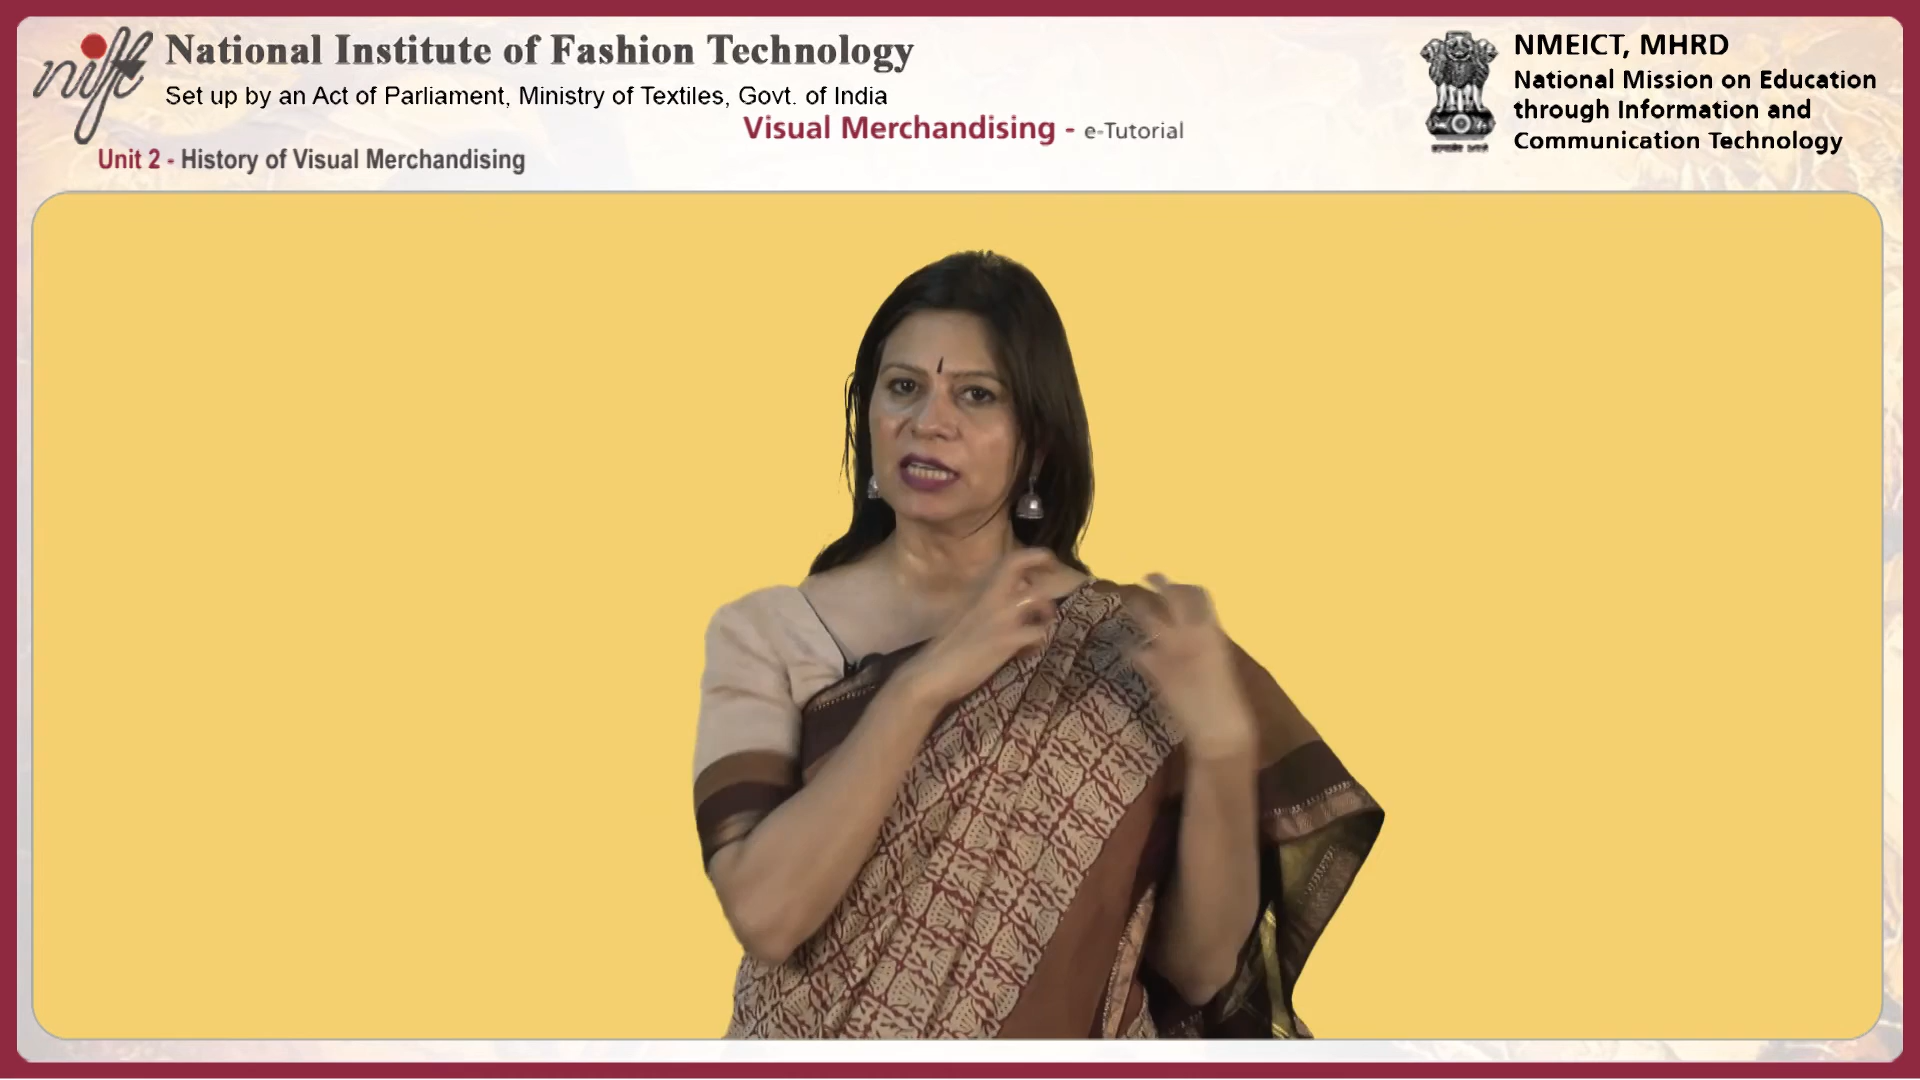 nift
National Institute of Fashion Technology
Set up by an Act of Parliament, Ministry of Textiles, Govt. of India
Visual Merchandising - e-Tutorial
Unit 2 - History of Visual Merchandising
NMEICT, MHRD
National Mission on Education
through Information and
Communication Technology